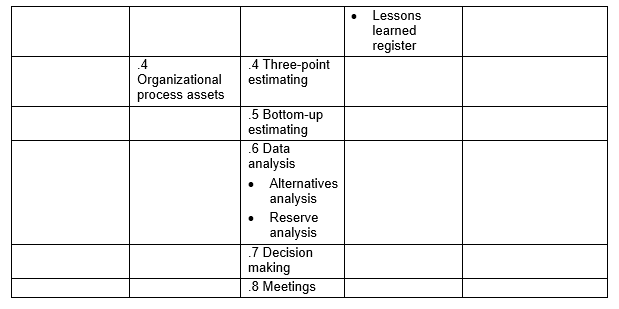 • Lessons
learned
register
.4
Organizational
process assets
.4 Three-point
estimating
.5 Bottom-up
estimating
.6 Data
analysis
• Alternatives
analysis
• Reserve
analysis
.7 Decision
making
.8 Meetings